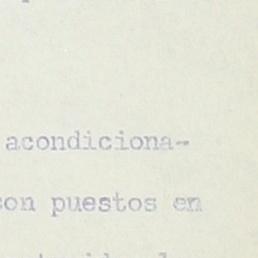 acondiciona-
son puestos en